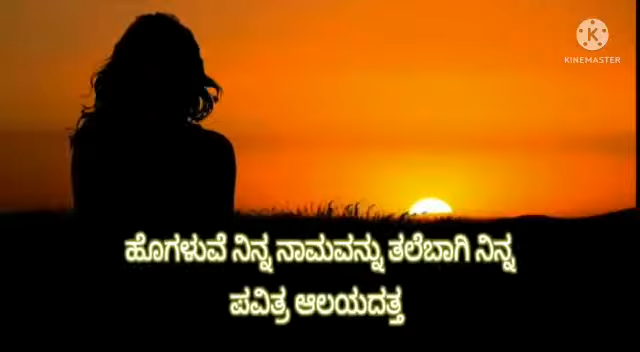 K
KINEMASTER
ಹೊಗಳುವೆ ನಿನ್ನ ನಾಮವನ್ನು ತಲೆಬಾಗಿ ನಿನ್ನ
ಪವಿತ್ರ ಆಲಯದತ್ತ